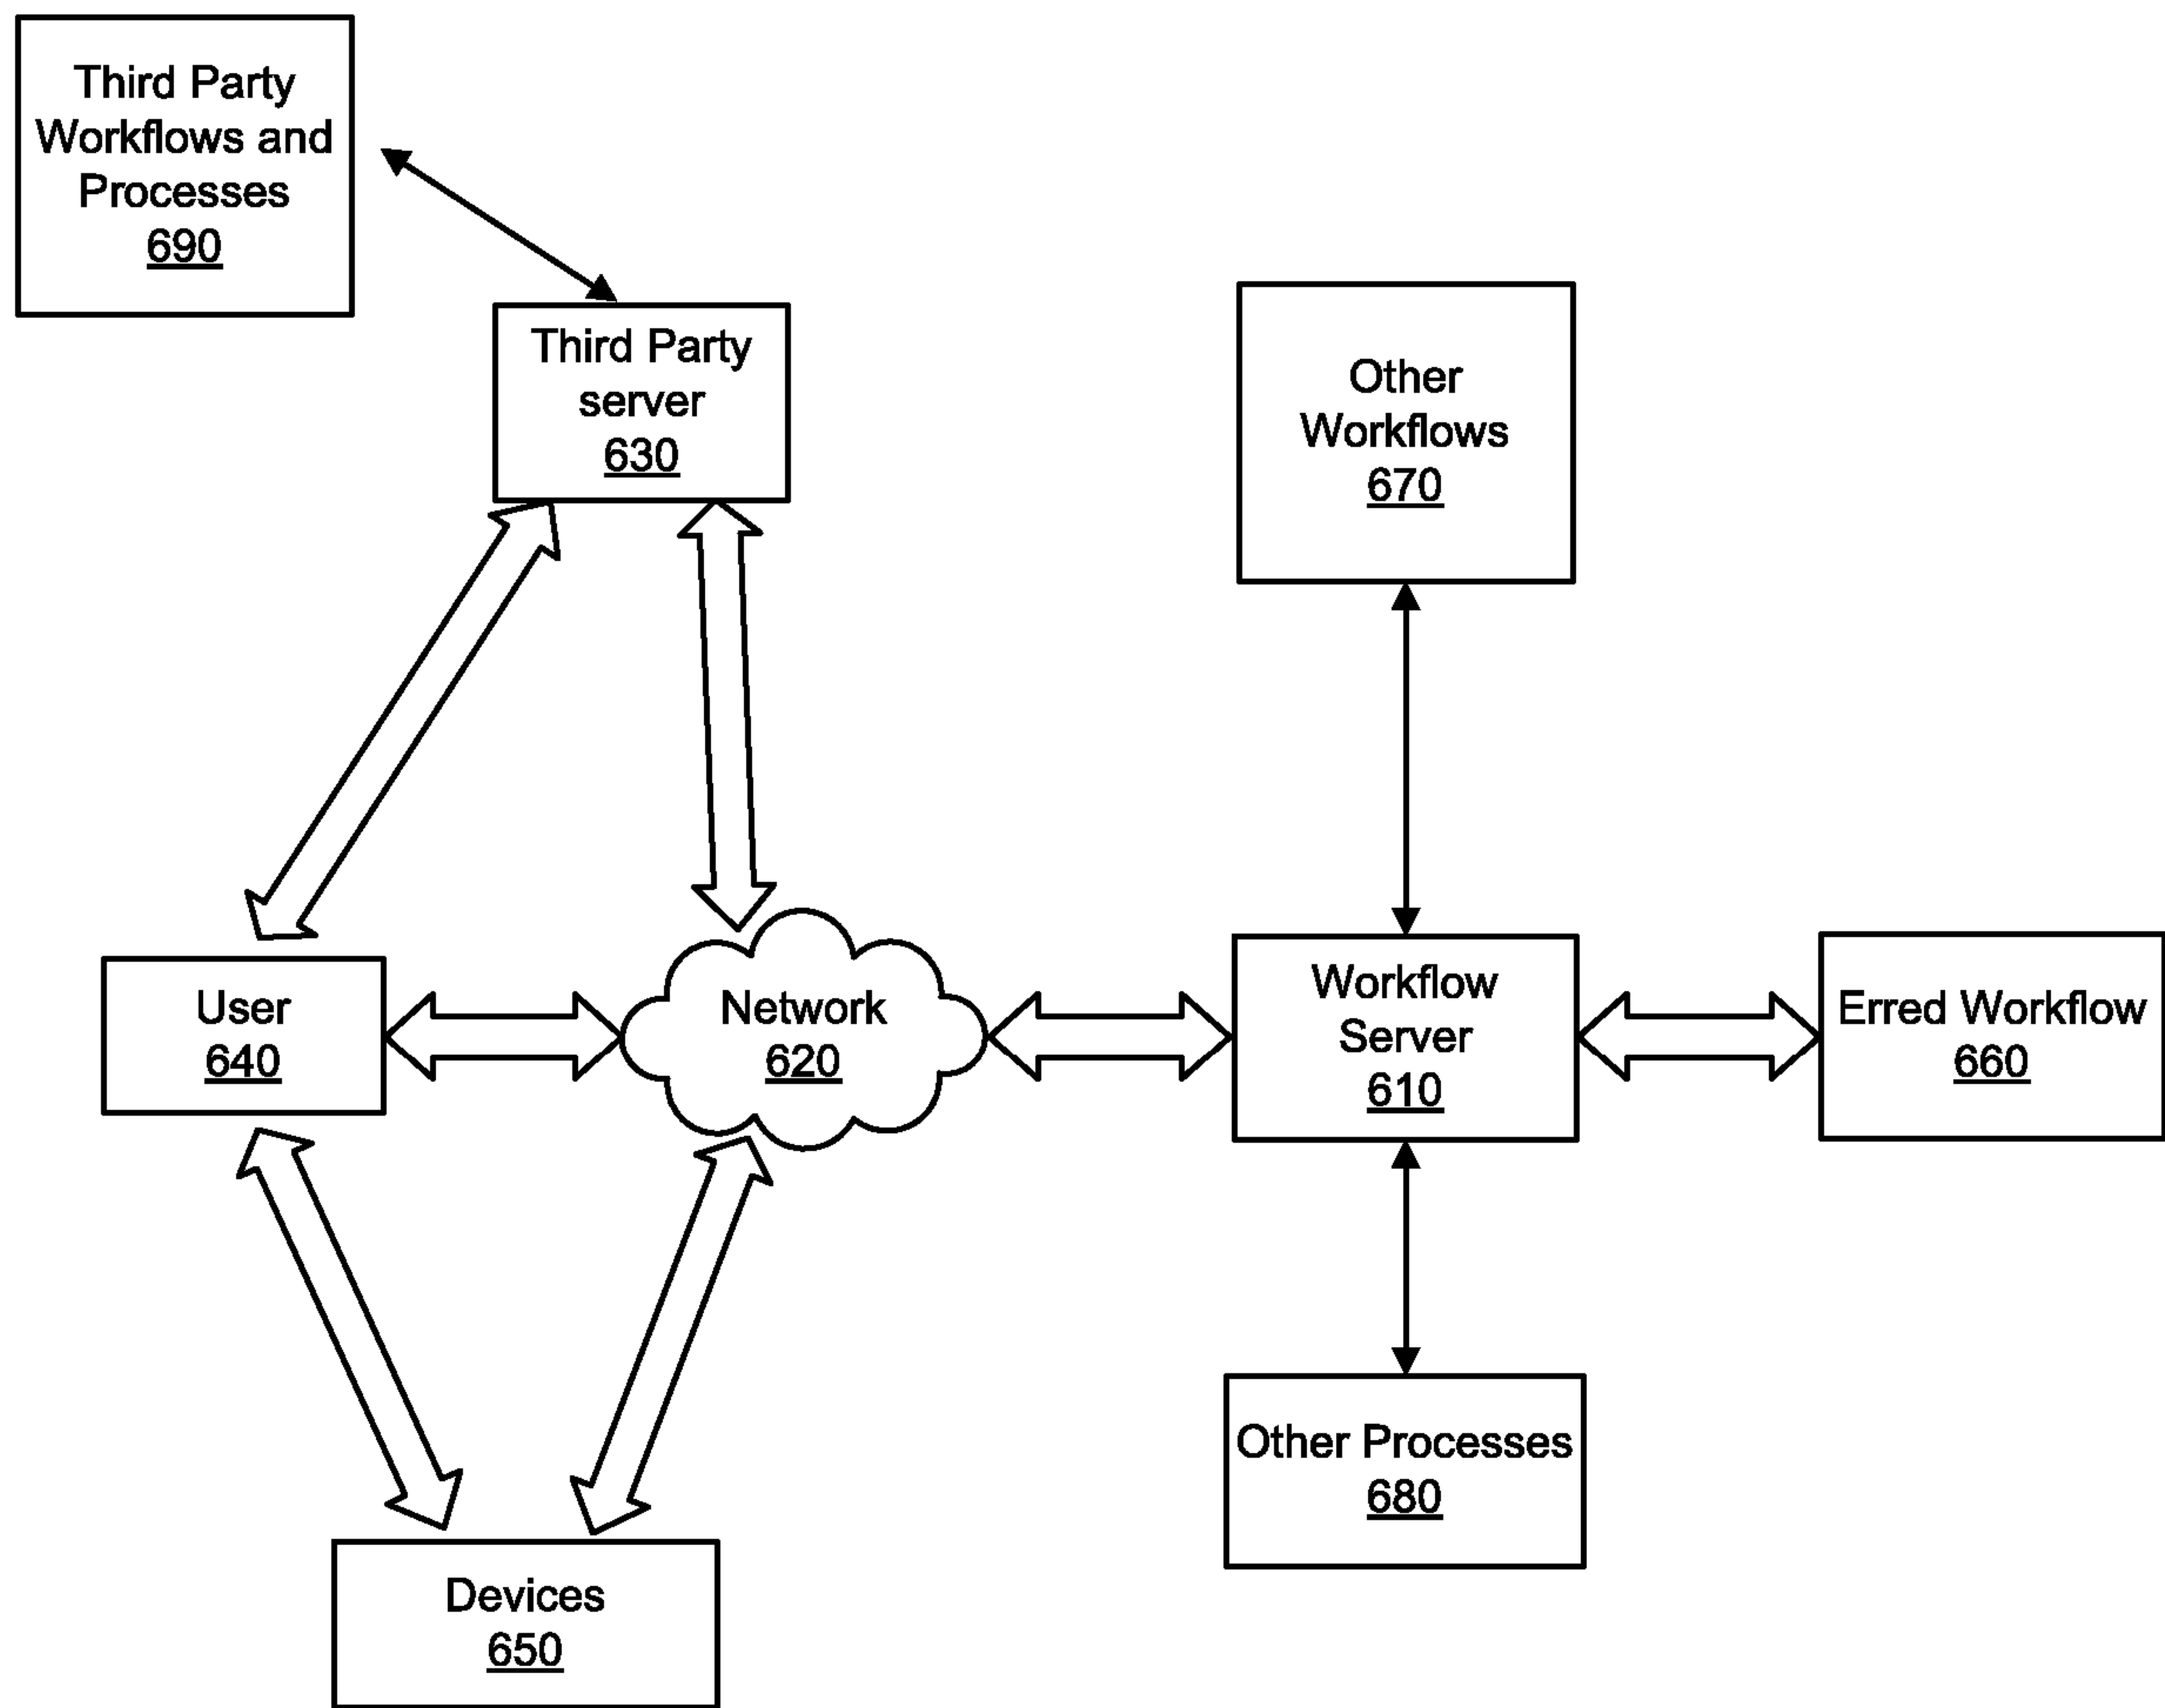 Third Party
Workflows and
Processes
690
Third Party
server
630
Other
Workflows
670
User
640
Network
620
Workflow
Server
610
Erred Workflow
660
Other Processes
680
Devices
650